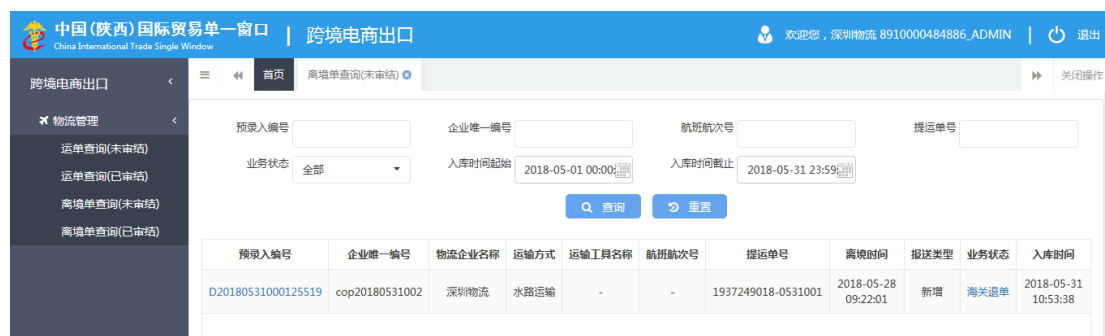 中国(陕西)国际贸易单一窗口 | 跨境电商出口
China International Trade Single Window
欢迎您，深圳物流 8910000484886_ADMIN | 退出
跨境电商出口
首页 离境单查询(未审结) 关闭操作
物流管理
运单查询(未审结)
运单查询(已审结)
离境单查询(未审结)
离境单查询(已审结)
预录入编号 企业唯一编号 航班航次号 提运单号
业务状态 全部 入库时间起始 2018-05-01 00:00: 入库时间截止 2018-05-31 23:59:
查询 重置
预录入编号 企业唯一编号 物流企业名称 运输方式 运输工具名称 航班航次号 提运单号 离境时间 报送类型 业务状态 入库时间
D20180531000125519 cop20180531002 深圳物流 水路运输 - - 1937249018-0531001 2018-05-28 09:22:01 新增 海关退单 2018-05-31 10:53:38